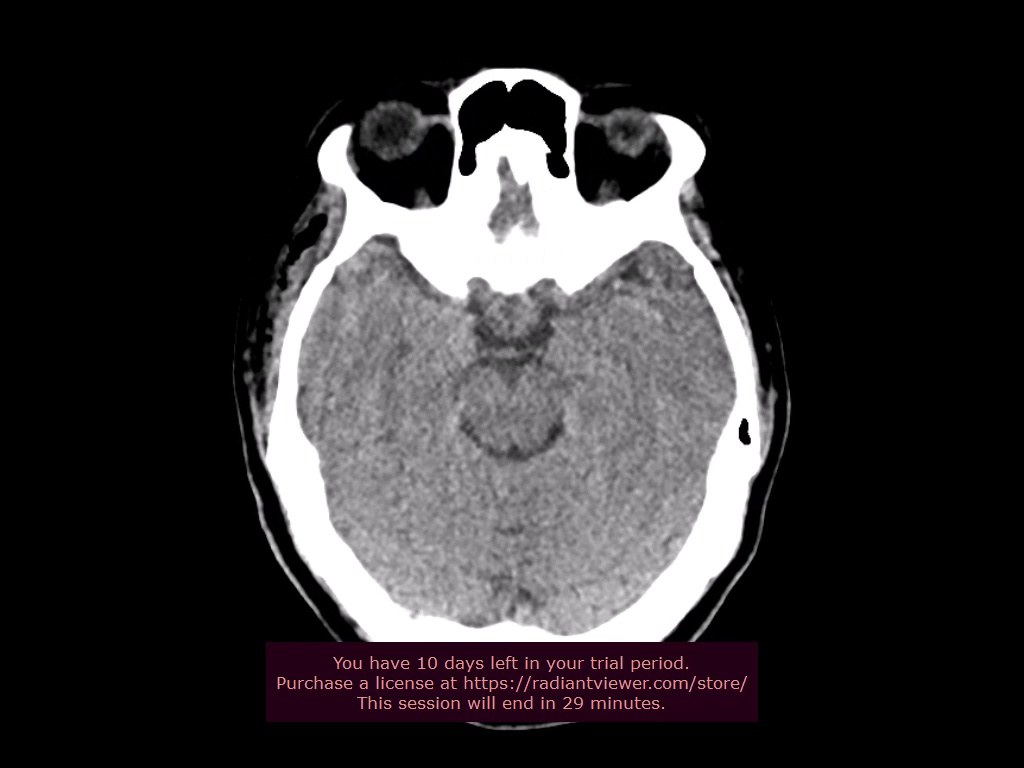 You have 10 days left in your trial period.
Purchase a license at https://radiantviewer.com/store/
This session will end in 29 minutes.